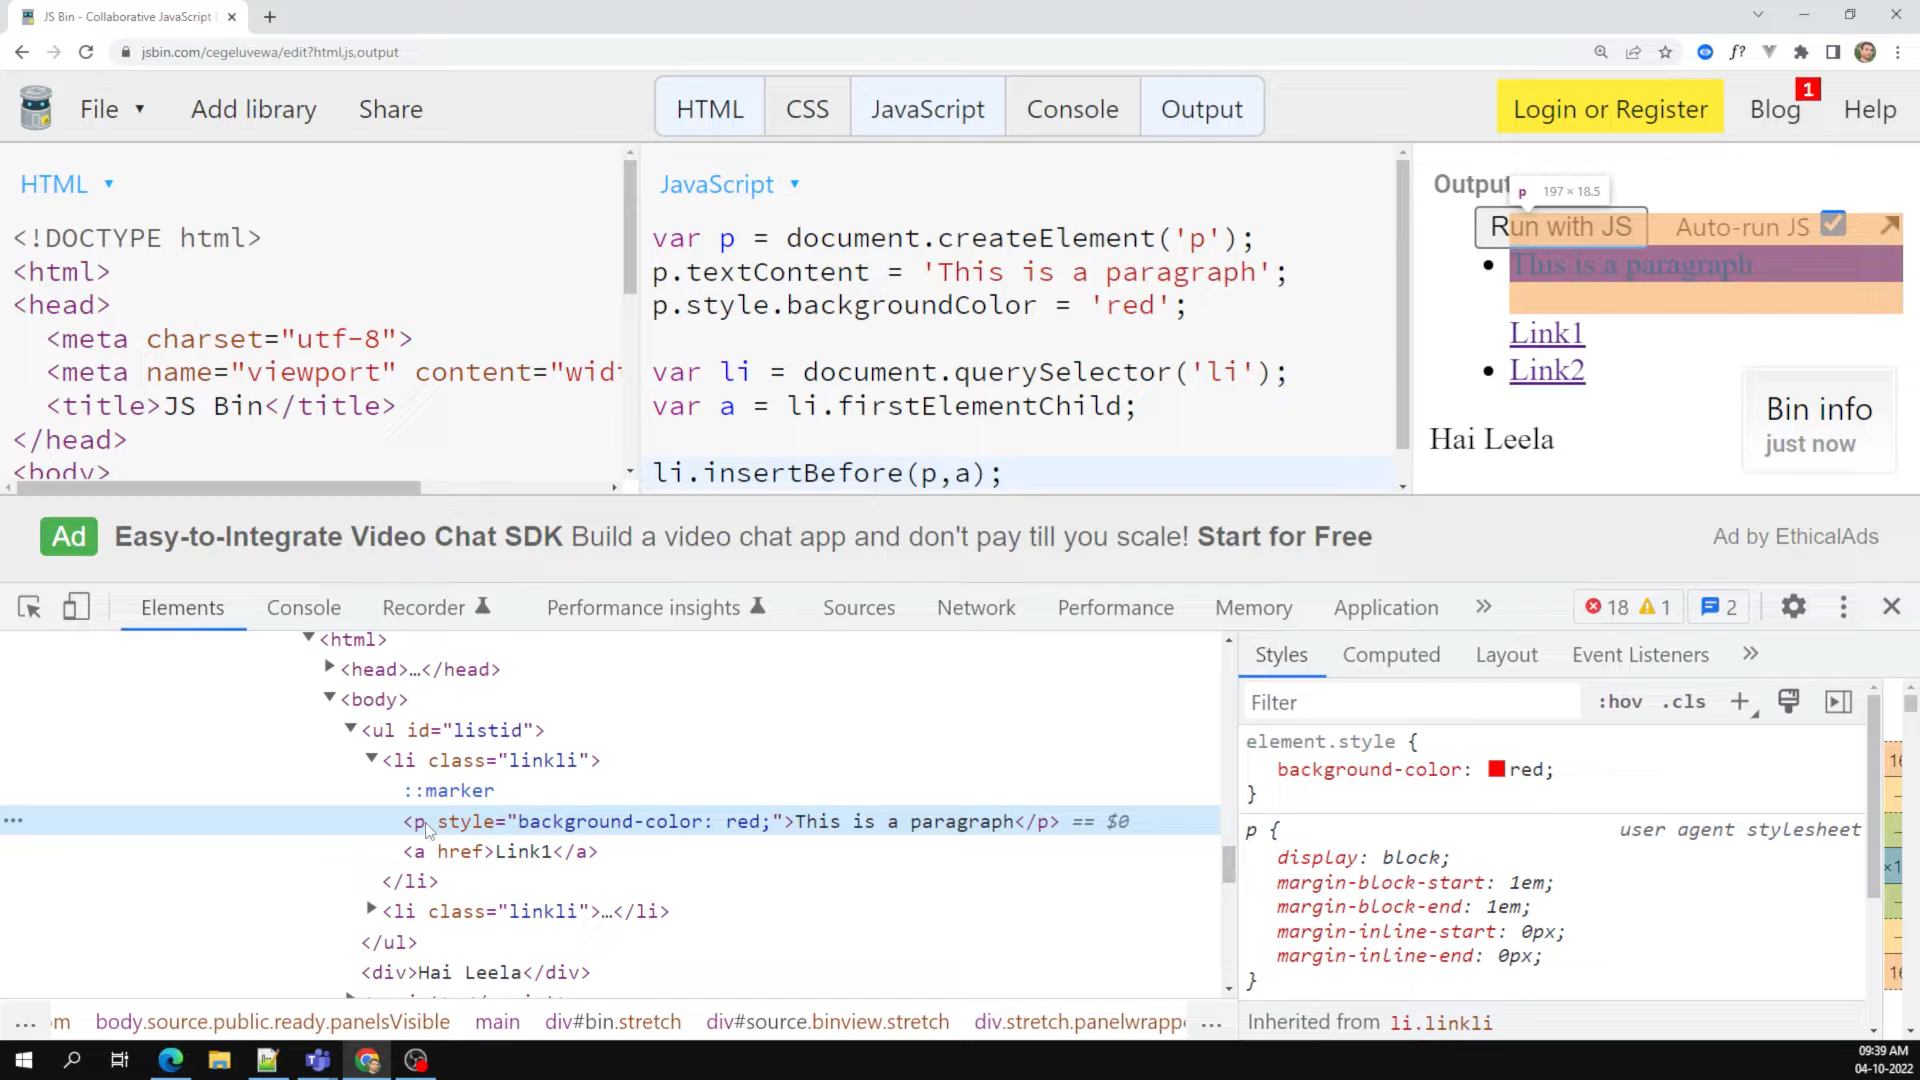 JS Bin - Collaborative JavaScript
jsbin.com/cegeluvewa/edit?html,js,output
f?
File
Add library
Share
HTML
CSS
JavaScript
Console
Output
Login or Register
Blog
1
Help
HTML
<!DOCTYPE html>
<html>
<head>
<meta charset="utf-8">
<meta name="viewport" content="widt
<title>JS Bin</title>
</head>
<body>
JavaScript
var p = document.createElement('p');
p.textContent = 'This is a paragraph';
p.style.backgroundColor = 'red';
var li = document.querySelector('li');
var a = li.firstElementChild;
li.insertBefore(p,a);
Output
p 197 × 18.5
Run with JS
Auto-run JS
This is a paragraph
Link1
Link2
Hai Leela
Bin info
just now
Ad
Easy-to-Integrate Video Chat SDK Build a video chat app and don't pay till you scale! Start for Free
Ad by EthicalAds
Elements
Console
Recorder
Performance insights
Sources
Network
Performance
Memory
Application
18
1
2
<html>
<head>…</head>
<body>
<ul id="listid">
<li class="linkli">
::marker
<p style="background-color: red;">This is a paragraph</p> == $0
<a href>Link1</a>
</li>
<li class="linkli">…</li>
</ul>
<div>Hai Leela</div>
... om body.source.public.ready.panelsVisible main div#bin.stretch div#source.binview.stretch div.stretch.panelwrappe ...
Styles
Computed
Layout
Event Listeners
Filter
:hov .cls
element.style {
background-color: red;
}
p {
user agent stylesheet
display: block;
margin-block-start: 1em;
margin-block-end: 1em;
margin-inline-start: 0px;
margin-inline-end: 0px;
}
Inherited from li.linkli
09:39 AM
04-10-2022